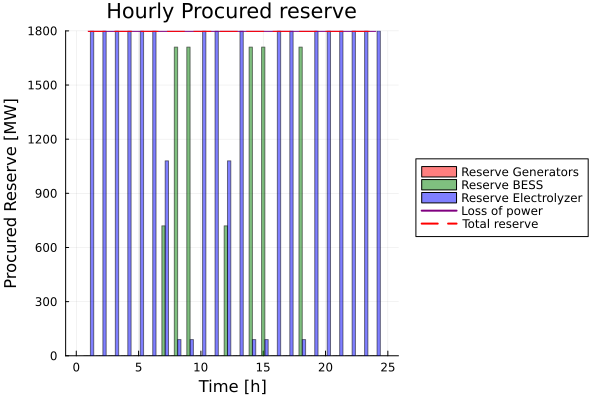 Hourly Procured reserve
Procured Reserve [MW]
1800
1500
1200
900
600
300
0
0 5 10 15 20 25
Time [h]
Reserve Generators
Reserve BESS
Reserve Electrolyzer
Loss of power
Total reserve